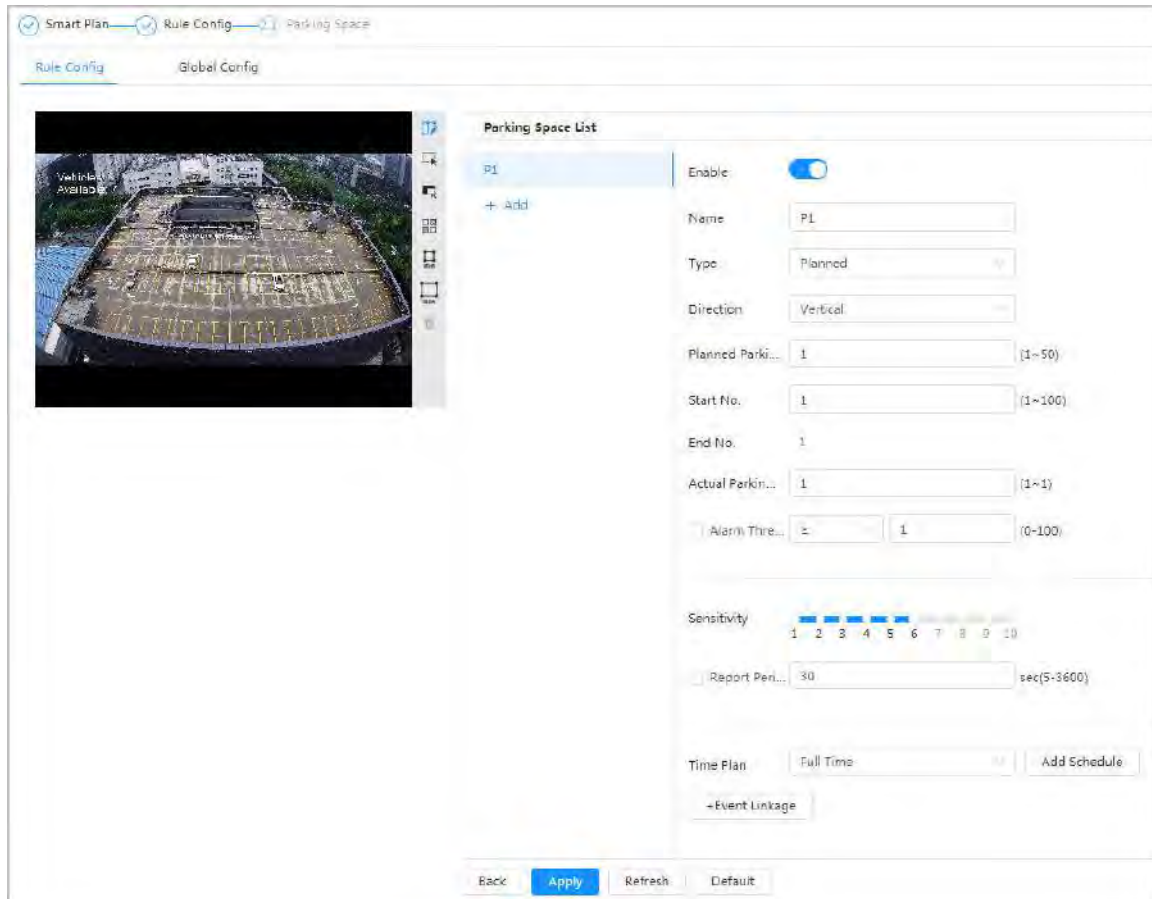 Smart Plan Rule Config Parking Space
Rule Config Global Config
Vehicles
Available: 7
Parking Space List
P1
+ Add
Enable
Name P1
Type Planned
Direction Vertical
Planned Parki... 1 (1~50)
Start No. 1 (1~100)
End No. 1
Actual Parkin... 1 (1~1)
Alarm Thre... 1 (0-100)
Sensitivity
1 2 3 4 5 6 7 8 9 10
Report Peri... 30 sec(5-3600)
Time Plan Full Time Add Schedule
+Event Linkage
Back Apply Refresh Default